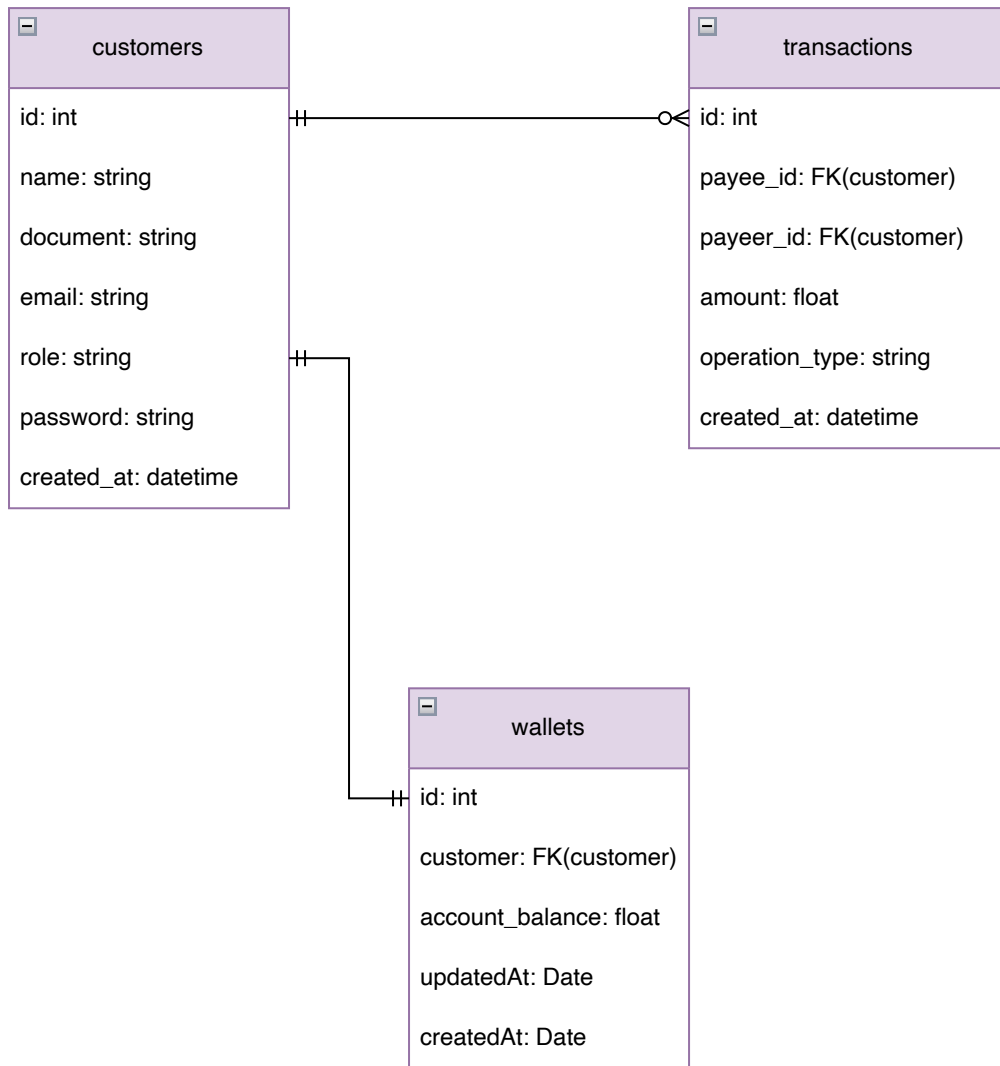 customers
id: int
name: string
document: string
email: string
role: string
password: string
created_at: datetime
transactions
id: int
payee_id: FK(customer)
payeer_id: FK(customer)
amount: float
operation_type: string
created_at: datetime
wallets
id: int
customer: FK(customer)
account_balance: float
updatedAt: Date
createdAt: Date